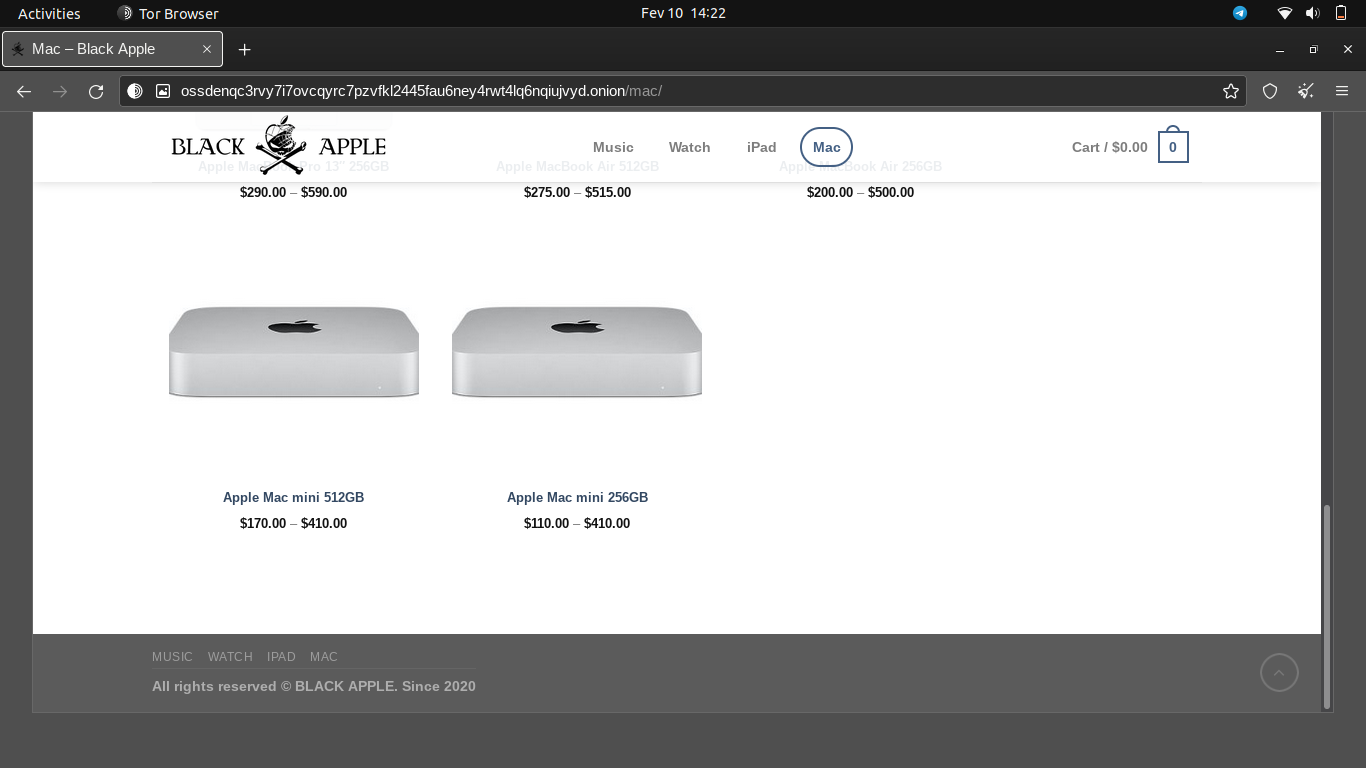 Activities Tor Browser Fev 10 14:22
Mac – Black Apple
ossdenqc3rvy7i7ovcqyrc7pzvfkl2445fau6ney4rwt4lq6nqiujvyd.onion/mac/
BLACK APPLE Music Watch iPad Mac Cart / $0.00 0
Apple MacBook Pro 13" 256GB Apple MacBook Air 512GB Apple MacBook Air 256GB
$290.00 – $590.00 $275.00 – $515.00 $200.00 – $500.00
Apple Mac mini 512GB Apple Mac mini 256GB
$170.00 – $410.00 $110.00 – $410.00
MUSIC WATCH IPAD MAC
All rights reserved © BLACK APPLE. Since 2020